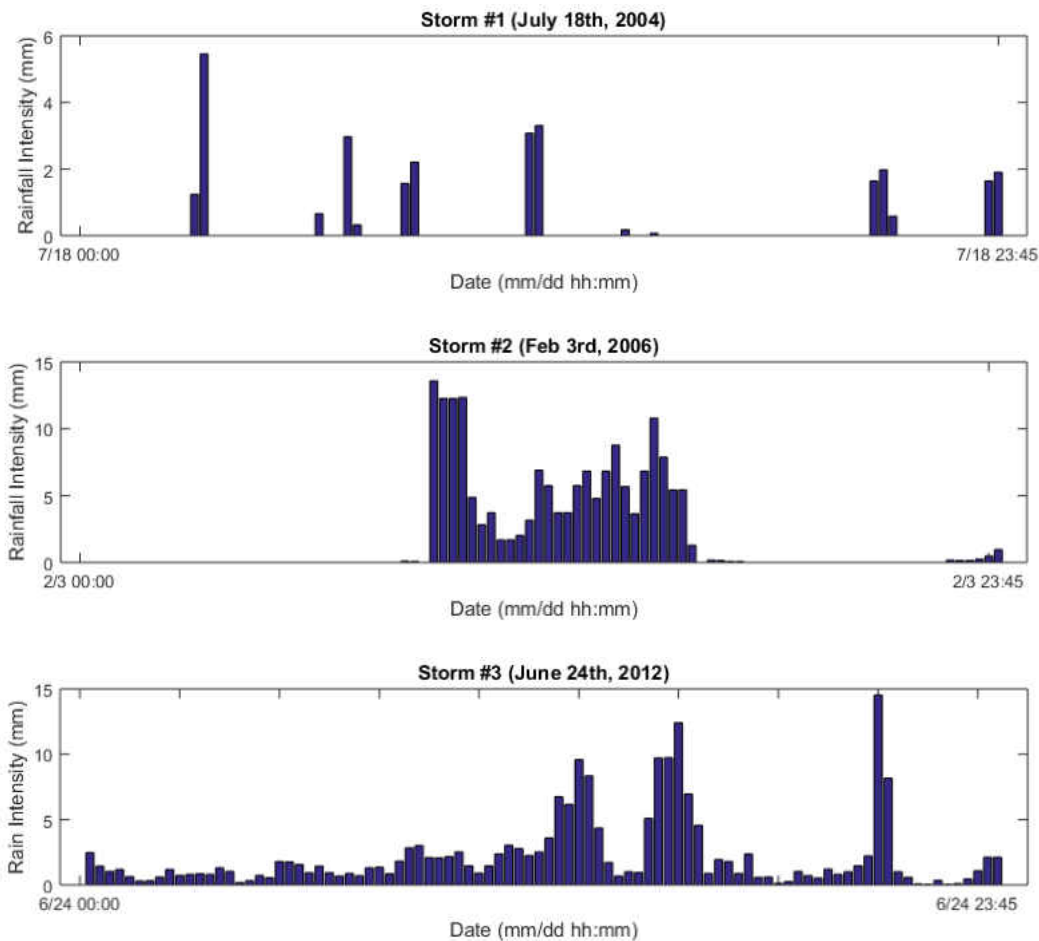 Storm #1 (July 18th, 2004)
Rainfall Intensity (mm)
6
4
2
0
7/18 00:00
7/18 23:45
Date (mm/dd hh:mm)
Storm #2 (Feb 3rd, 2006)
Rainfall Intensity (mm)
15
10
5
0
2/3 00:00
2/3 23:45
Date (mm/dd hh:mm)
Storm #3 (June 24th, 2012)
Rain Intensity (mm)
15
10
5
0
6/24 00:00
6/24 23:45
Date (mm/dd hh:mm)